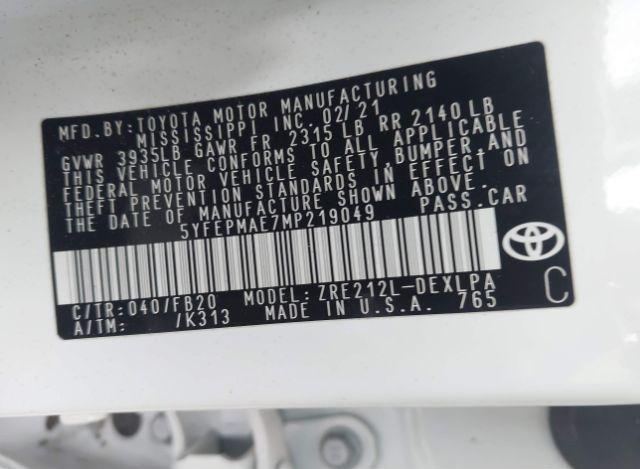 MFD. BY: TOYOTA MOTOR MANUFACTURING
MISSISSIPPI INC. 02/21
GVWR 3935LB GAWR FR 2315 LB RR 2140 LB
THIS VEHICLE CONFORMS TO ALL APPLICABLE
FEDERAL MOTOR VEHICLE SAFETY, BUMPER, AND
THEFT PREVENTION STANDARDS IN EFFECT ON
THE DATE OF MANUFACTURE SHOWN ABOVE.
5YFEPMAE7MP219049 PASS. CAR
C/TR: 040/FB20 MODEL: ZRE212L-DEXLPA C
A/TM: /K313 MADE IN U.S.A. 765